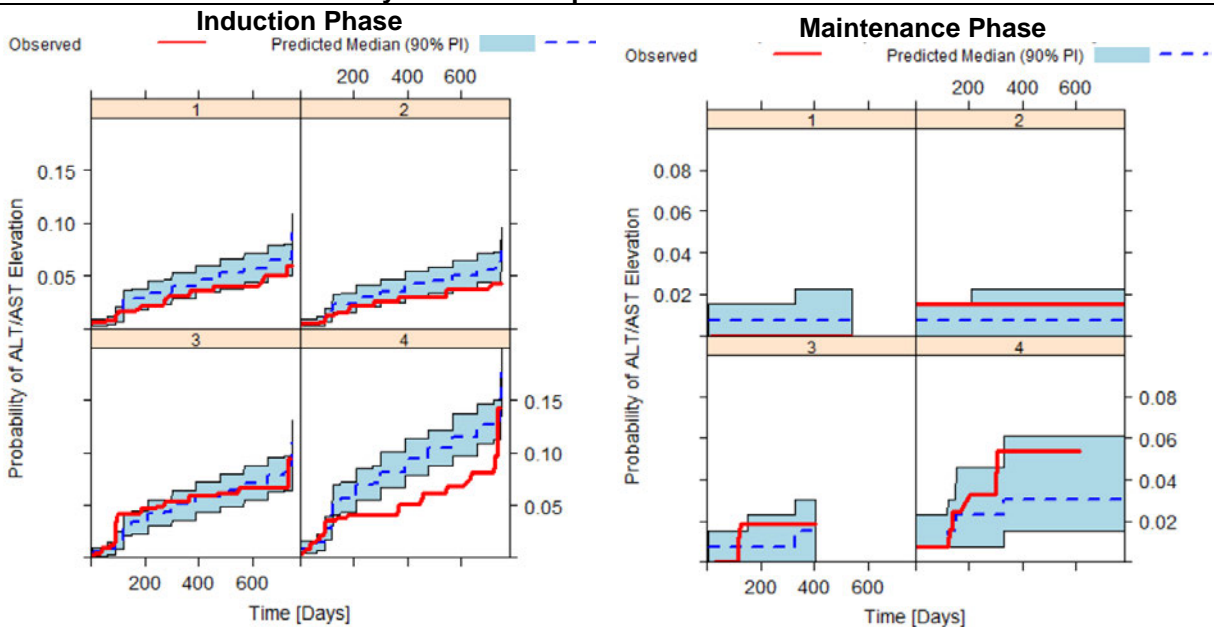 Induction Phase
Observed Predicted Median (90% PI)
200 400 600
1 2
0.15
0.10
0.05
Probability of ALT/AST Elevation
3 4
0.15
0.10
0.05
200 400 600
Time [Days]
Maintenance Phase
Observed Predicted Median (90% PI)
200 400 600
1 2
0.08
0.06
0.04
0.02
Probability of ALT/AST Elevation
3 4
0.08
0.06
0.04
0.02
200 400 600
Time [Days]